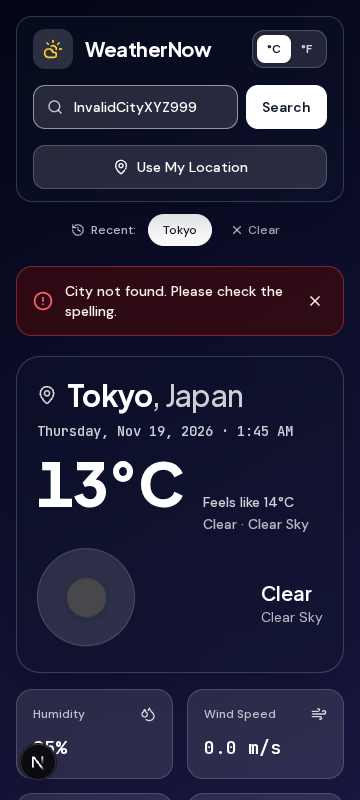 WeatherNow
°C °F
InvalidCityXYZ999
Search
Use My Location
Recent: Tokyo Clear
City not found. Please check the
spelling.
Tokyo, Japan
Thursday, Nov 19, 2026 · 1:45 AM
13°C
Feels like 14°C
Clear · Clear Sky
Clear
Clear Sky
Humidity
Wind Speed
0.0 m/s
N